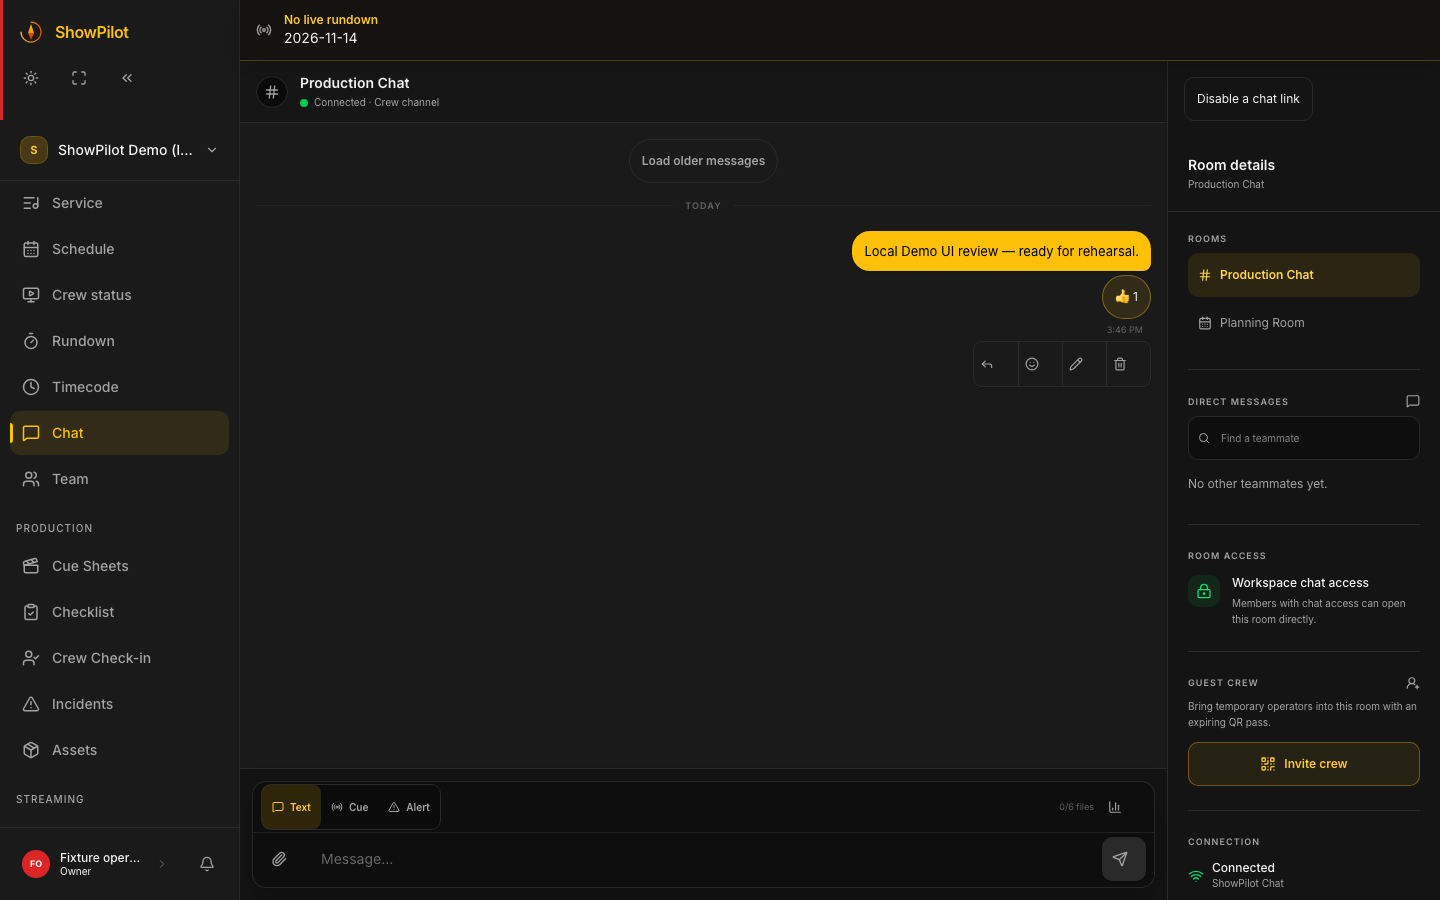 ShowPilot
S
ShowPilot Demo (l...
Service
Schedule
Crew status
Rundown
Timecode
Chat
Team
PRODUCTION
Cue Sheets
Checklist
Crew Check-in
Incidents
Assets
STREAMING
FO
Fixture oper...
Owner
No live rundown
2026-11-14
Production Chat
Connected · Crew channel
Load older messages
TODAY
Local Demo UI review — ready for rehearsal.
👍 1
3:46 PM
Text
Cue
Alert
0/6 files
Message...
Disable a chat link
Room details
Production Chat
ROOMS
Production Chat
Planning Room
DIRECT MESSAGES
Find a teammate
No other teammates yet.
ROOM ACCESS
Workspace chat access
Members with chat access can open
this room directly.
GUEST CREW
Bring temporary operators into this room with an
expiring QR pass.
Invite crew
CONNECTION
Connected
ShowPilot Chat